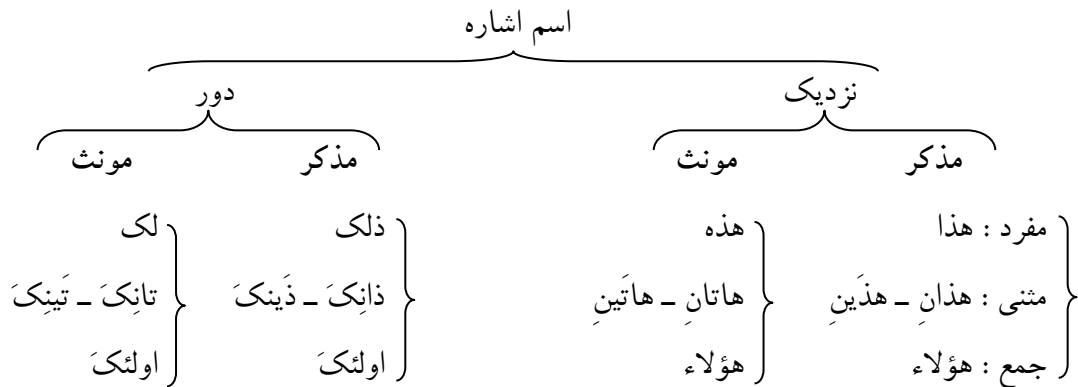 اسم اشاره
نزدیک دور
مذکر مونث مذکر مونث
مفرد : هذا هذه ذلک لک
مثنی : هذانِ ـ هذَینِ هاتانِ ـ هاتَینِ ذانِکَ ـ ذَینکَ تانِکَ ـ تَینِکَ
جمع : هؤلاء هؤلاء اولئکَ اولئکَ